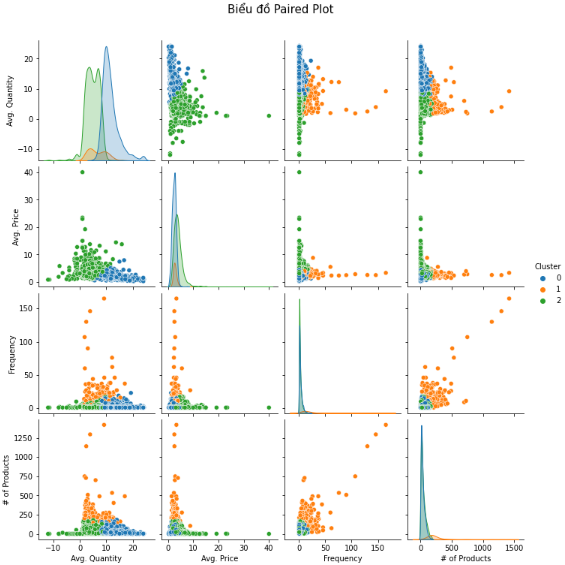 Biểu đồ Paired Plot
Avg. Quantity
20
10
0
−10
Avg. Price
40
30
20
10
0
Cluster
0
1
2
Frequency
150
100
50
0
# of Products
1250
1000
750
500
250
0
−10 0 10 20
0 10 20 30 40
0 50 100 150
0 500 1000 1500
Avg. Quantity
Avg. Price
Frequency
# of Products